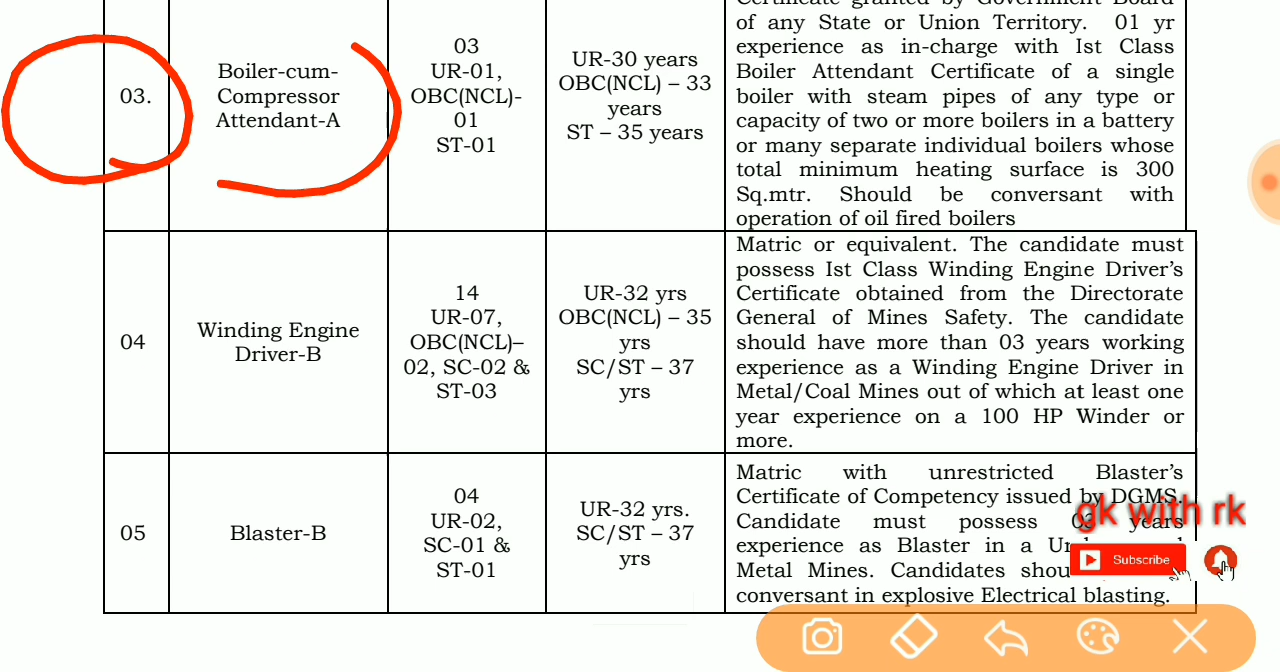 Certificate granted by Government Board
of any State or Union Territory. 01 yr
experience as in-charge with Ist Class
Boiler Attendant Certificate of a single
boiler with steam pipes of any type or
capacity of two or more boilers in a battery
or many separate individual boilers whose
total minimum heating surface is 300
Sq.mtr. Should be conversant with
operation of oil fired boilers
03.
Boiler-cum-
Compressor
Attendant-A
03
UR-01,
OBC(NCL)-
01
ST-01
UR-30 years
OBC(NCL) – 33
years
ST – 35 years
04
Winding Engine
Driver-B
14
UR-07,
OBC(NCL)–
02, SC-02 &
ST-03
UR-32 yrs
OBC(NCL) – 35
yrs
SC/ST – 37
yrs
Matric or equivalent. The candidate must
possess Ist Class Winding Engine Driver's
Certificate obtained from the Directorate
General of Mines Safety. The candidate
should have more than 03 years working
experience as a Winding Engine Driver in
Metal/Coal Mines out of which at least one
year experience on a 100 HP Winder or
more.
05
Blaster-B
04
UR-02,
SC-01 &
ST-01
UR-32 yrs.
SC/ST – 37
yrs
Matric with unrestricted Blaster's
Certificate of Competency issued by DGMS.
Candidate must possess years
experience as Blaster in a
Metal Mines. Candidates
conversant in explosive Electrical blasting.
gk with rk
Subscribe